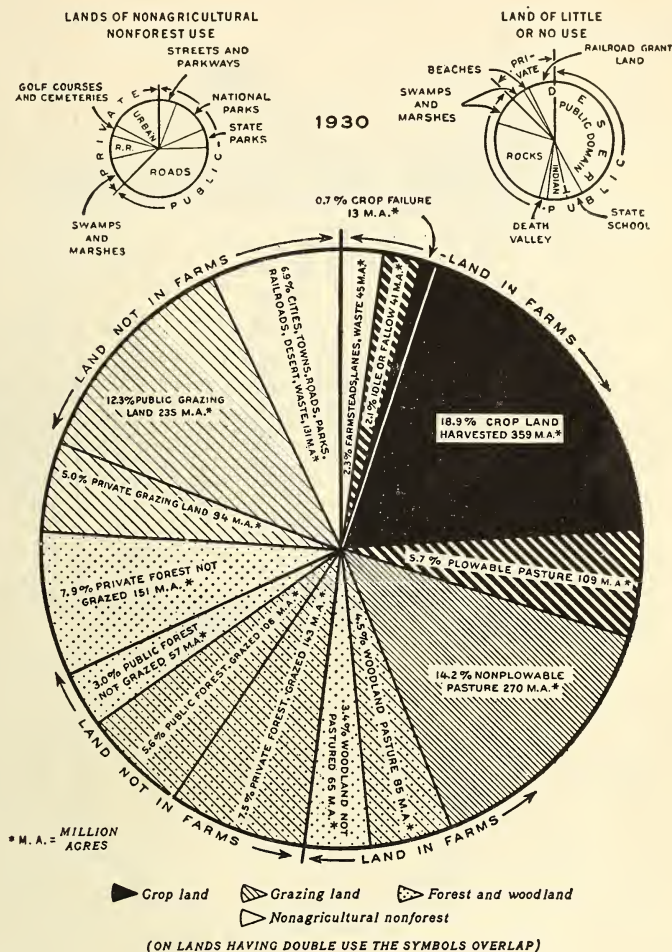 LANDS OF NONAGRICULTURAL
NONFOREST USE
STREETS AND
PARKWAYS
GOLF COURSES
AND CEMETERIES
NATIONAL
PARKS
STATE
PARKS
PRIVATE
URBAN
R.R.
ROADS
PUBLIC
SWAMPS
AND
MARSHES
1930
LAND OF LITTLE
OR NO USE
PRI-
VATE
RAILROAD GRANT
LAND
BEACHES
SWAMPS
AND
MARSHES
DESERT
PUBLIC DOMAIN
ROCKS
INDIAN
PUBLIC
DEATH
VALLEY
STATE
SCHOOL
0.7% CROP FAILURE
13 M.A.*
LAND NOT IN FARMS
LAND IN FARMS
6.9% CITIES, TOWNS, ROADS, PARKS,
RAILROADS, DESERT, WASTE, 131 M.A.*
2.3% FARMSTEADS, LANES, WASTE 45 M.A.*
2.1% IDLE OR FALLOW 41 M.A.*
18.9% CROP LAND
HARVESTED 359 M.A.*
12.3% PUBLIC GRAZING
LAND 235 M.A.*
5.0% PRIVATE GRAZING LAND 94 M.A.*
5.7% PLOWABLE PASTURE 109 M.A.*
7.9% PRIVATE FOREST NOT
GRAZED 151 M.A.*
14.2% NONPLOWABLE
PASTURE 270 M.A.*
3.0% PUBLIC FOREST
NOT GRAZED 57 M.A.*
5.6% PUBLIC FOREST, GRAZED 108 M.A.*
7.5% PRIVATE FOREST GRAZED 143 M.A.*
3.4% WOODLAND NOT
PASTURED 65 M.A.*
4.5% WOODLAND PASTURE 85 M.A.*
LAND NOT IN FARMS
LAND IN FARMS
* M.A. = MILLION
ACRES
Crop land
Grazing land
Forest and woodland
Nonagricultural nonforest
(ON LANDS HAVING DOUBLE USE THE SYMBOLS OVERLAP)